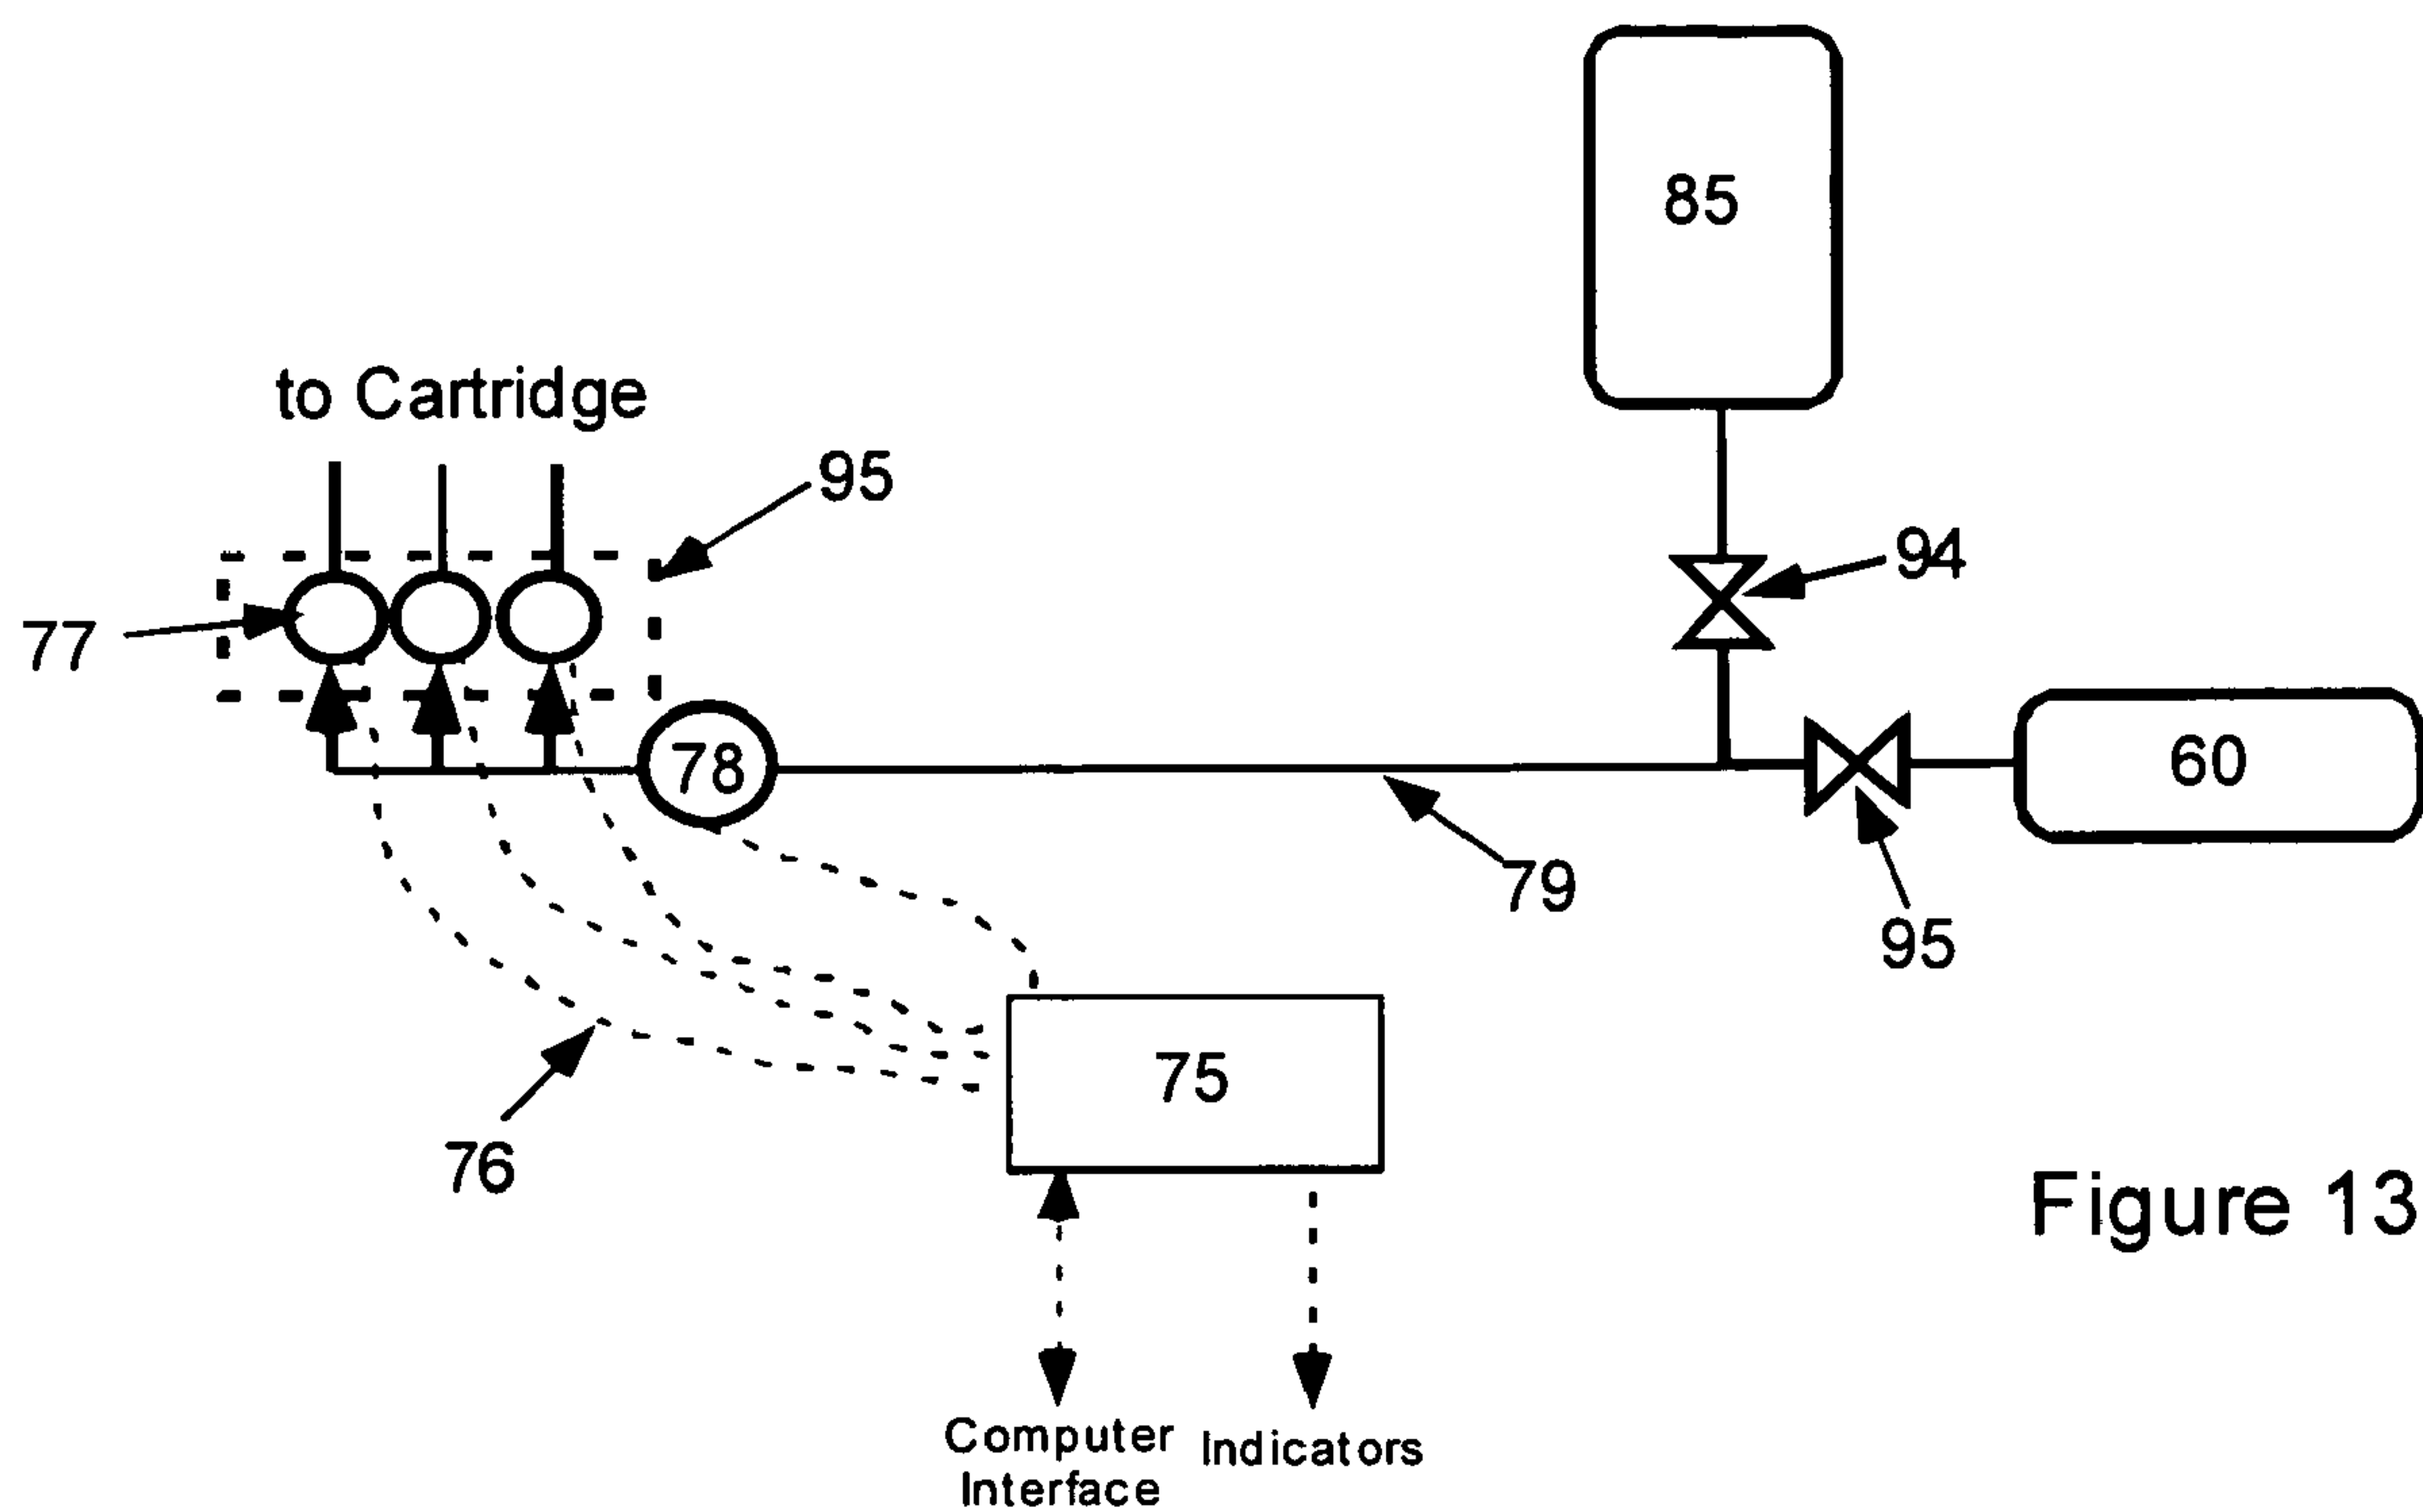 85
to Cartridge
95
94
77
78
60
79
95
75
76
Figure 13
Computer
Interface
Indicators